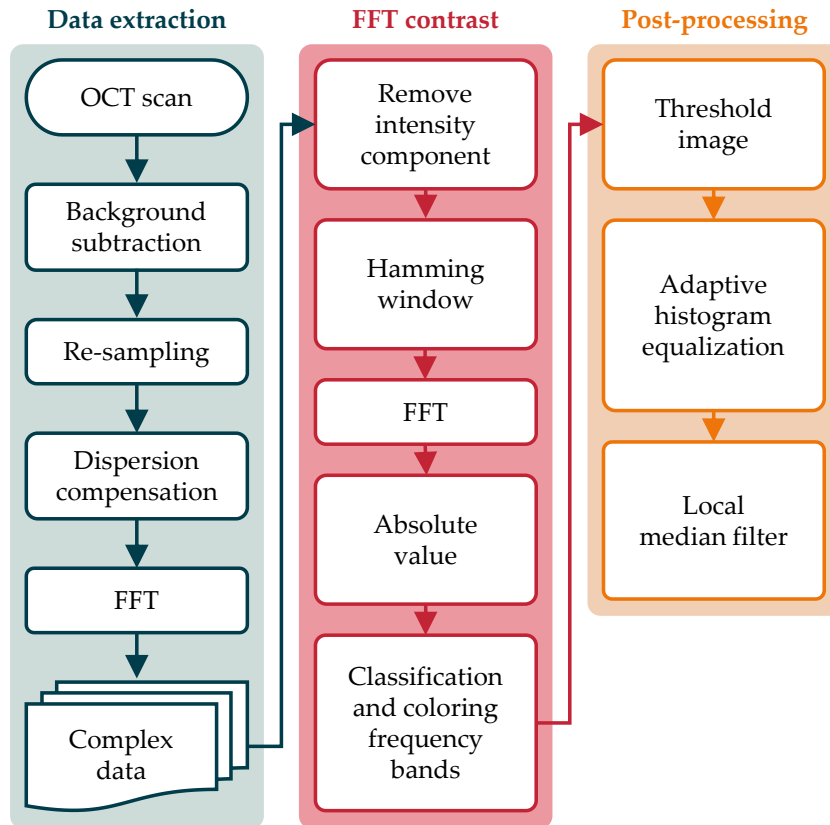 Data extraction
OCT scan
Background
subtraction
Re-sampling
Dispersion
compensation
FFT
Complex
data
FFT contrast
Remove
intensity
component
Hamming
window
FFT
Absolute
value
Classification
and coloring
frequency
bands
Post-processing
Threshold
image
Adaptive
histogram
equalization
Local
median filter